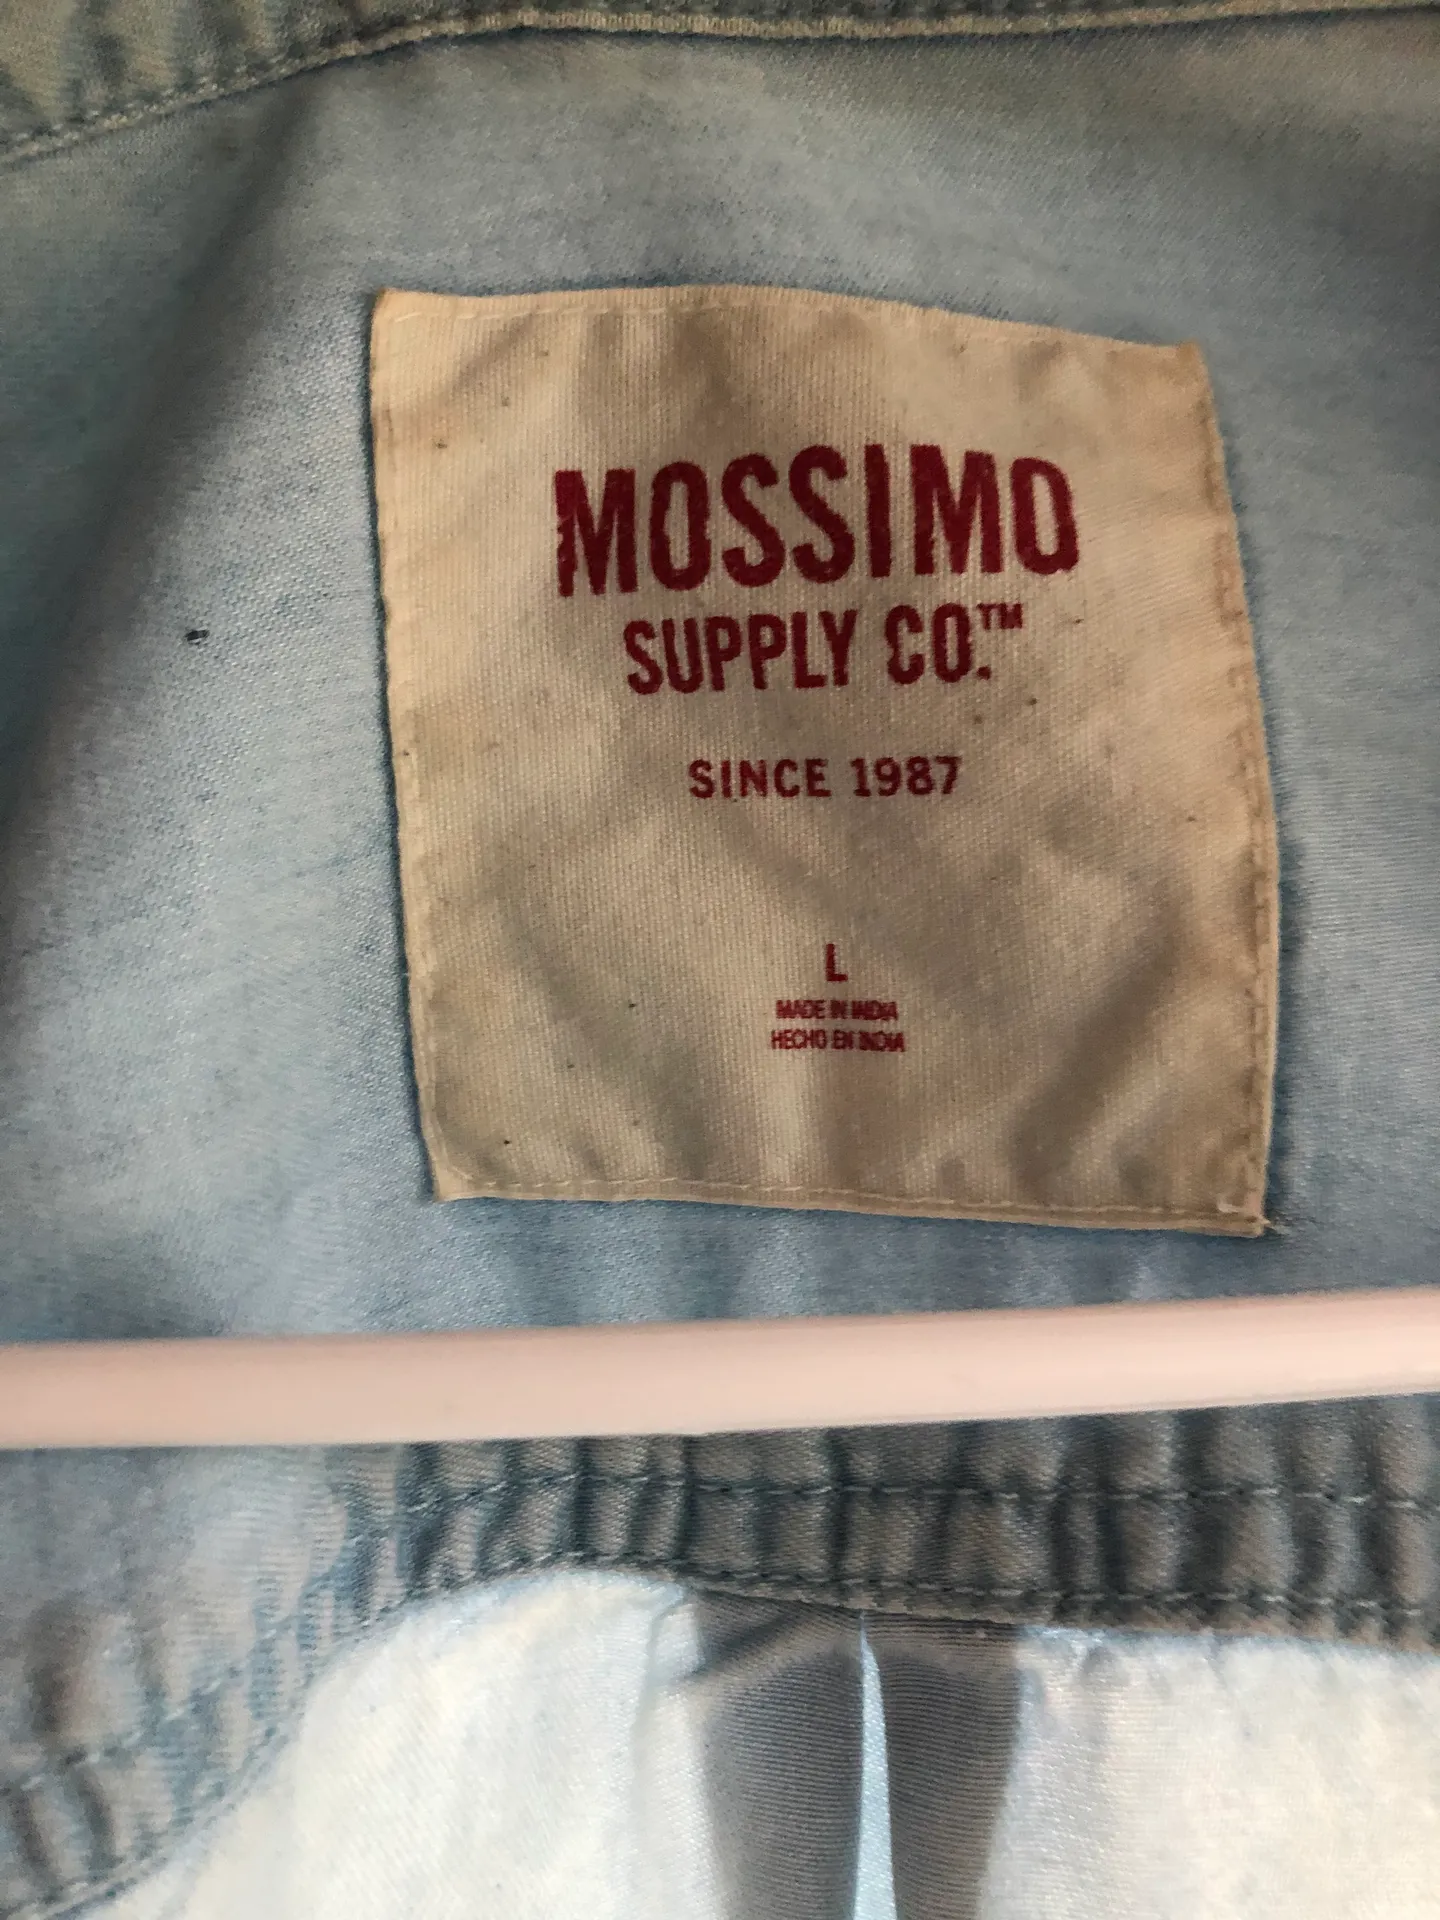 MOSSIMO
SUPPLY CO.™
SINCE 1987
L
MADE IN INDIA
HECHO EN INDIA